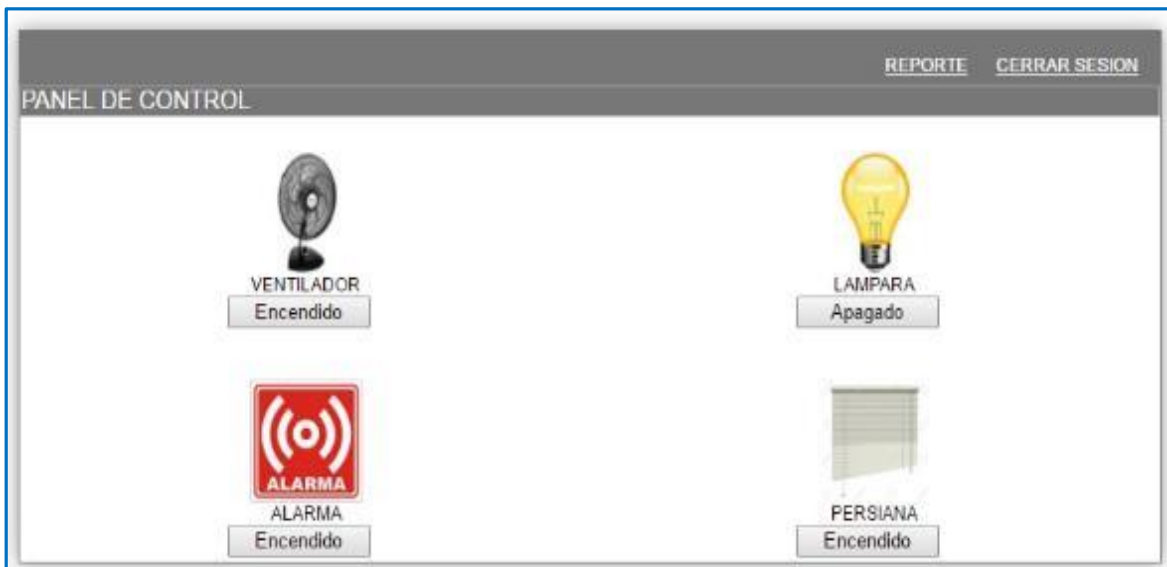 REPORTE CERRAR SESION
PANEL DE CONTROL
VENTILADOR
Encendido
LAMPARA
Apagado
ALARMA
ALARMA
Encendido
PERSIANA
Encendido